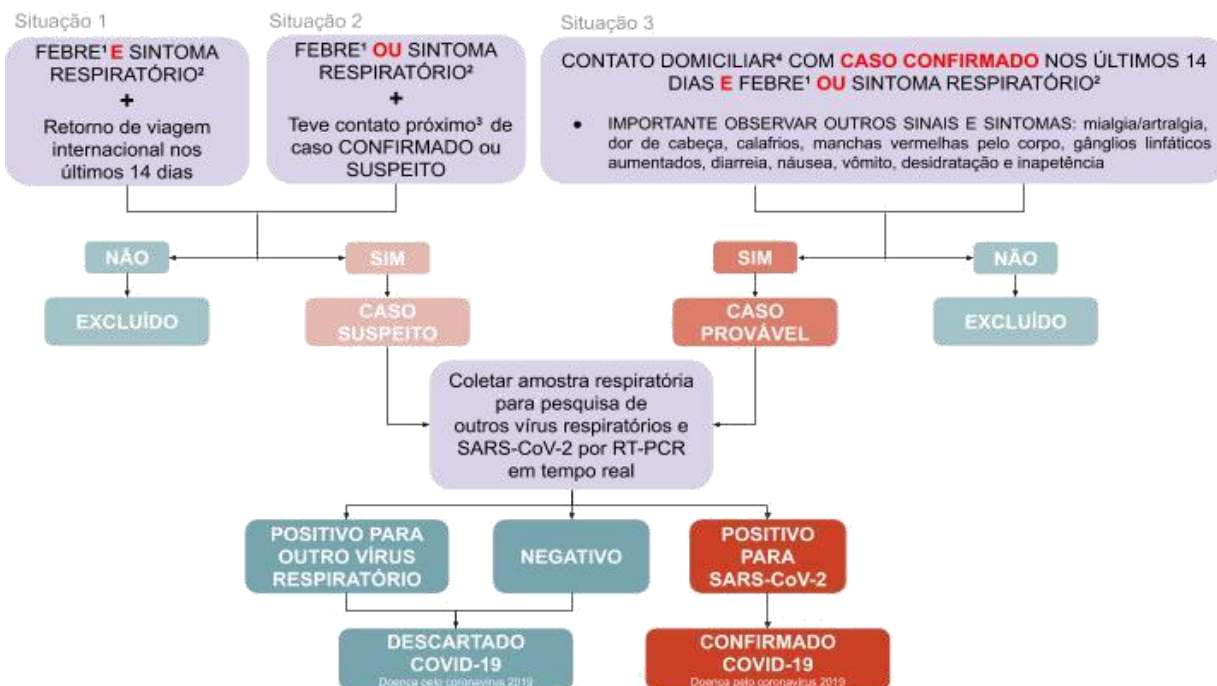 Situação 1
FEBRE¹ E SINTOMA
RESPIRATÓRIO²
+
Retorno de viagem
internacional nos
últimos 14 dias
Situação 2
FEBRE¹ OU SINTOMA
RESPIRATÓRIO²
+
Teve contato próximo³ de
caso CONFIRMADO ou
SUSPEITO
Situação 3
CONTATO DOMICILIAR⁴ COM CASO CONFIRMADO NOS ÚLTIMOS 14
DIAS E FEBRE¹ OU SINTOMA RESPIRATÓRIO²
• IMPORTANTE OBSERVAR OUTROS SINAIS E SINTOMAS: mialgia/artralgia,
dor de cabeça, calafrios, manchas vermelhas pelo corpo, gânglios linfáticos
aumentados, diarreia, náusea, vômito, desidratação e inapetência
NÃO
SIM
SIM
NÃO
EXCLUÍDO
CASO
SUSPEITO
CASO
PROVÁVEL
EXCLUÍDO
Coletar amostra respiratória
para pesquisa de
outros vírus respiratórios e
SARS-CoV-2 por RT-PCR
em tempo real
POSITIVO PARA
OUTRO VÍRUS
RESPIRATÓRIO
NEGATIVO
POSITIVO
PARA
SARS-CoV-2
DESCARTADO
COVID-19
Doença pelo coronavírus 2019
CONFIRMADO
COVID-19
Doença pelo coronavírus 2019